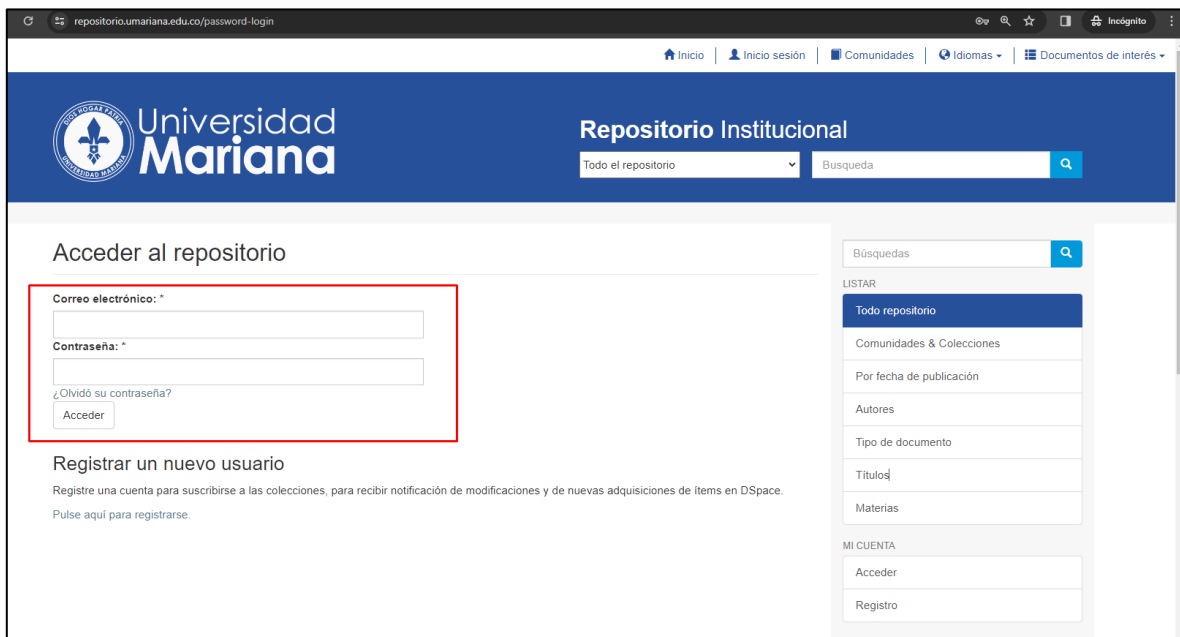 repositorio.umariana.edu.co/password-login
Incógnito
Inicio
Inicio sesión
Comunidades
Idiomas
Documentos de interés
DIOS HOGAR PATRIA
UNIVERSIDAD MARIANA
Universidad
Mariana
Repositorio Institucional
Todo el repositorio
Busqueda
Acceder al repositorio
Correo electrónico: *
Contraseña: *
¿Olvidó su contraseña?
Acceder
Registrar un nuevo usuario
Registre una cuenta para suscribirse a las colecciones, para recibir notificación de modificaciones y de nuevas adquisiciones de ítems en DSpace.
Pulse aquí para registrarse.
Búsquedas
LISTAR
Todo repositorio
Comunidades & Colecciones
Por fecha de publicación
Autores
Tipo de documento
Títulos
Materias
MI CUENTA
Acceder
Registro